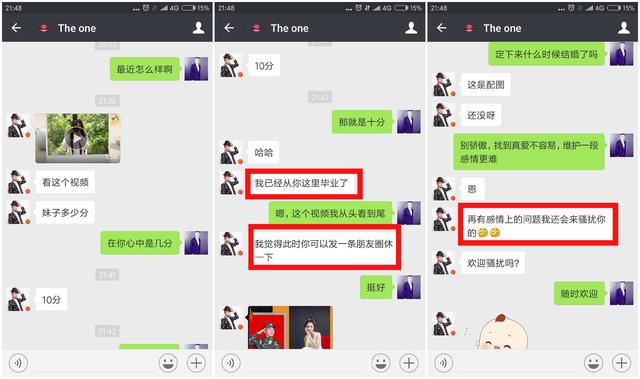 21:48
4G 15%
The one
20:53
最近怎么样啊
21:35
看这个视频
妹子多少分
在你心中是几分
21:41
10分
21:42
21:48
4G 15%
The one
10分
21:42
那就是十分
哈哈
我已经从你这里毕业了
嗯，这个视频我从头看到尾
我觉得此时你可以发一条朋友圈休
一下
挺好
21:48
4G 15%
The one
定下来什么时候结婚了吗
这是配图
还没呀
别骄傲，找到真爱不容易，维护一段
感情更难
恩
再有感情上的问题我还会来骚扰你
的🤣🤣
欢迎骚扰吗？
随时欢迎